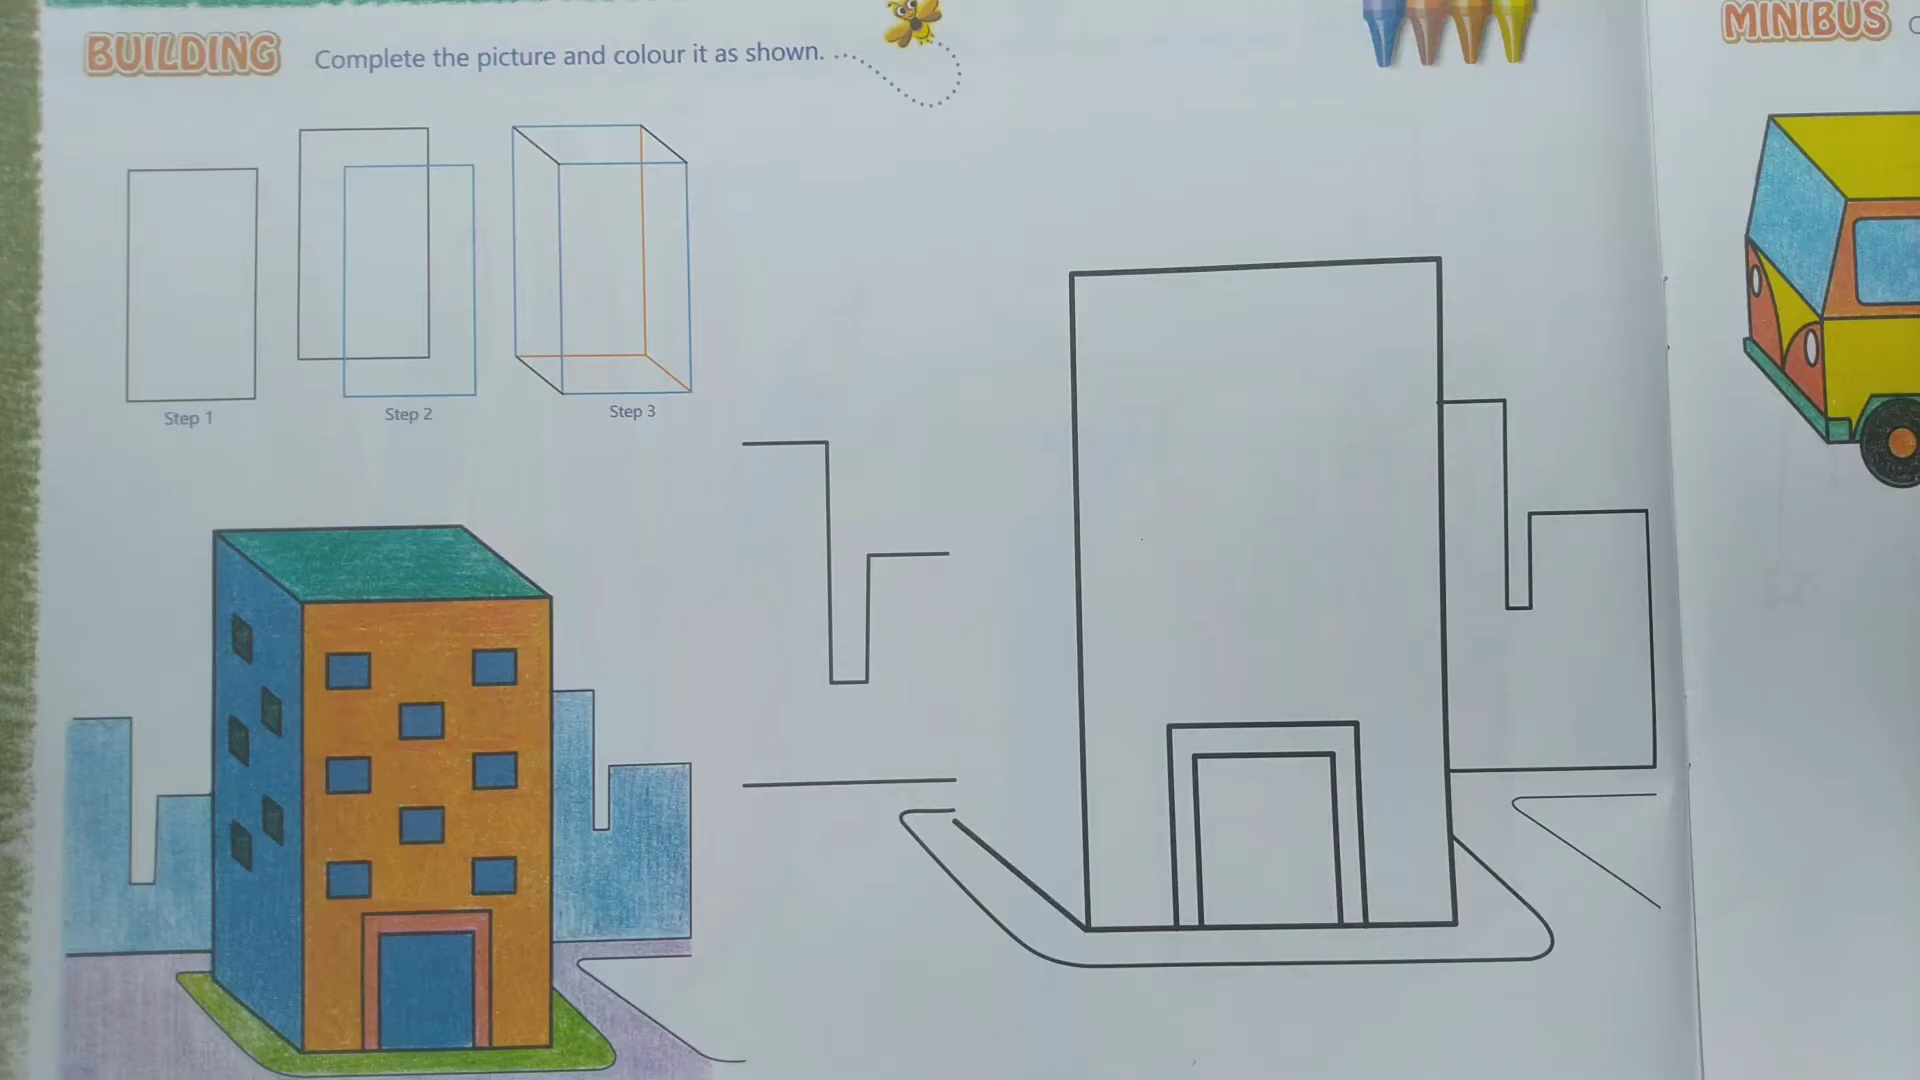 BUILDING Complete the picture and colour it as shown.
MINIBUS
Step 1
Step 2
Step 3